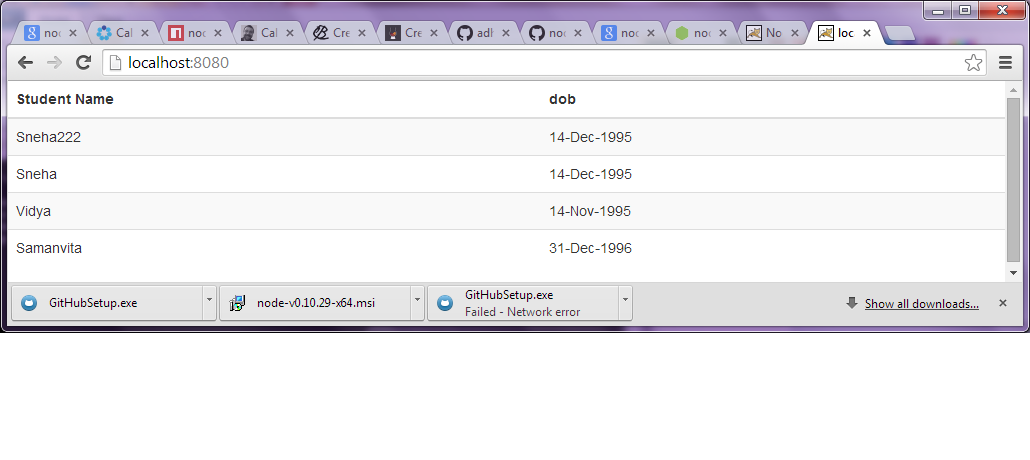 noc Cal noc Cal Cre Cre adh noc noc noc No loc
localhost:8080
Student Name dob
Sneha222 14-Dec-1995
Sneha 14-Dec-1995
Vidya 14-Nov-1995
Samanvita 31-Dec-1996
GitHubSetup.exe node-v0.10.29-x64.msi GitHubSetup.exe Show all downloads...
Failed - Network error